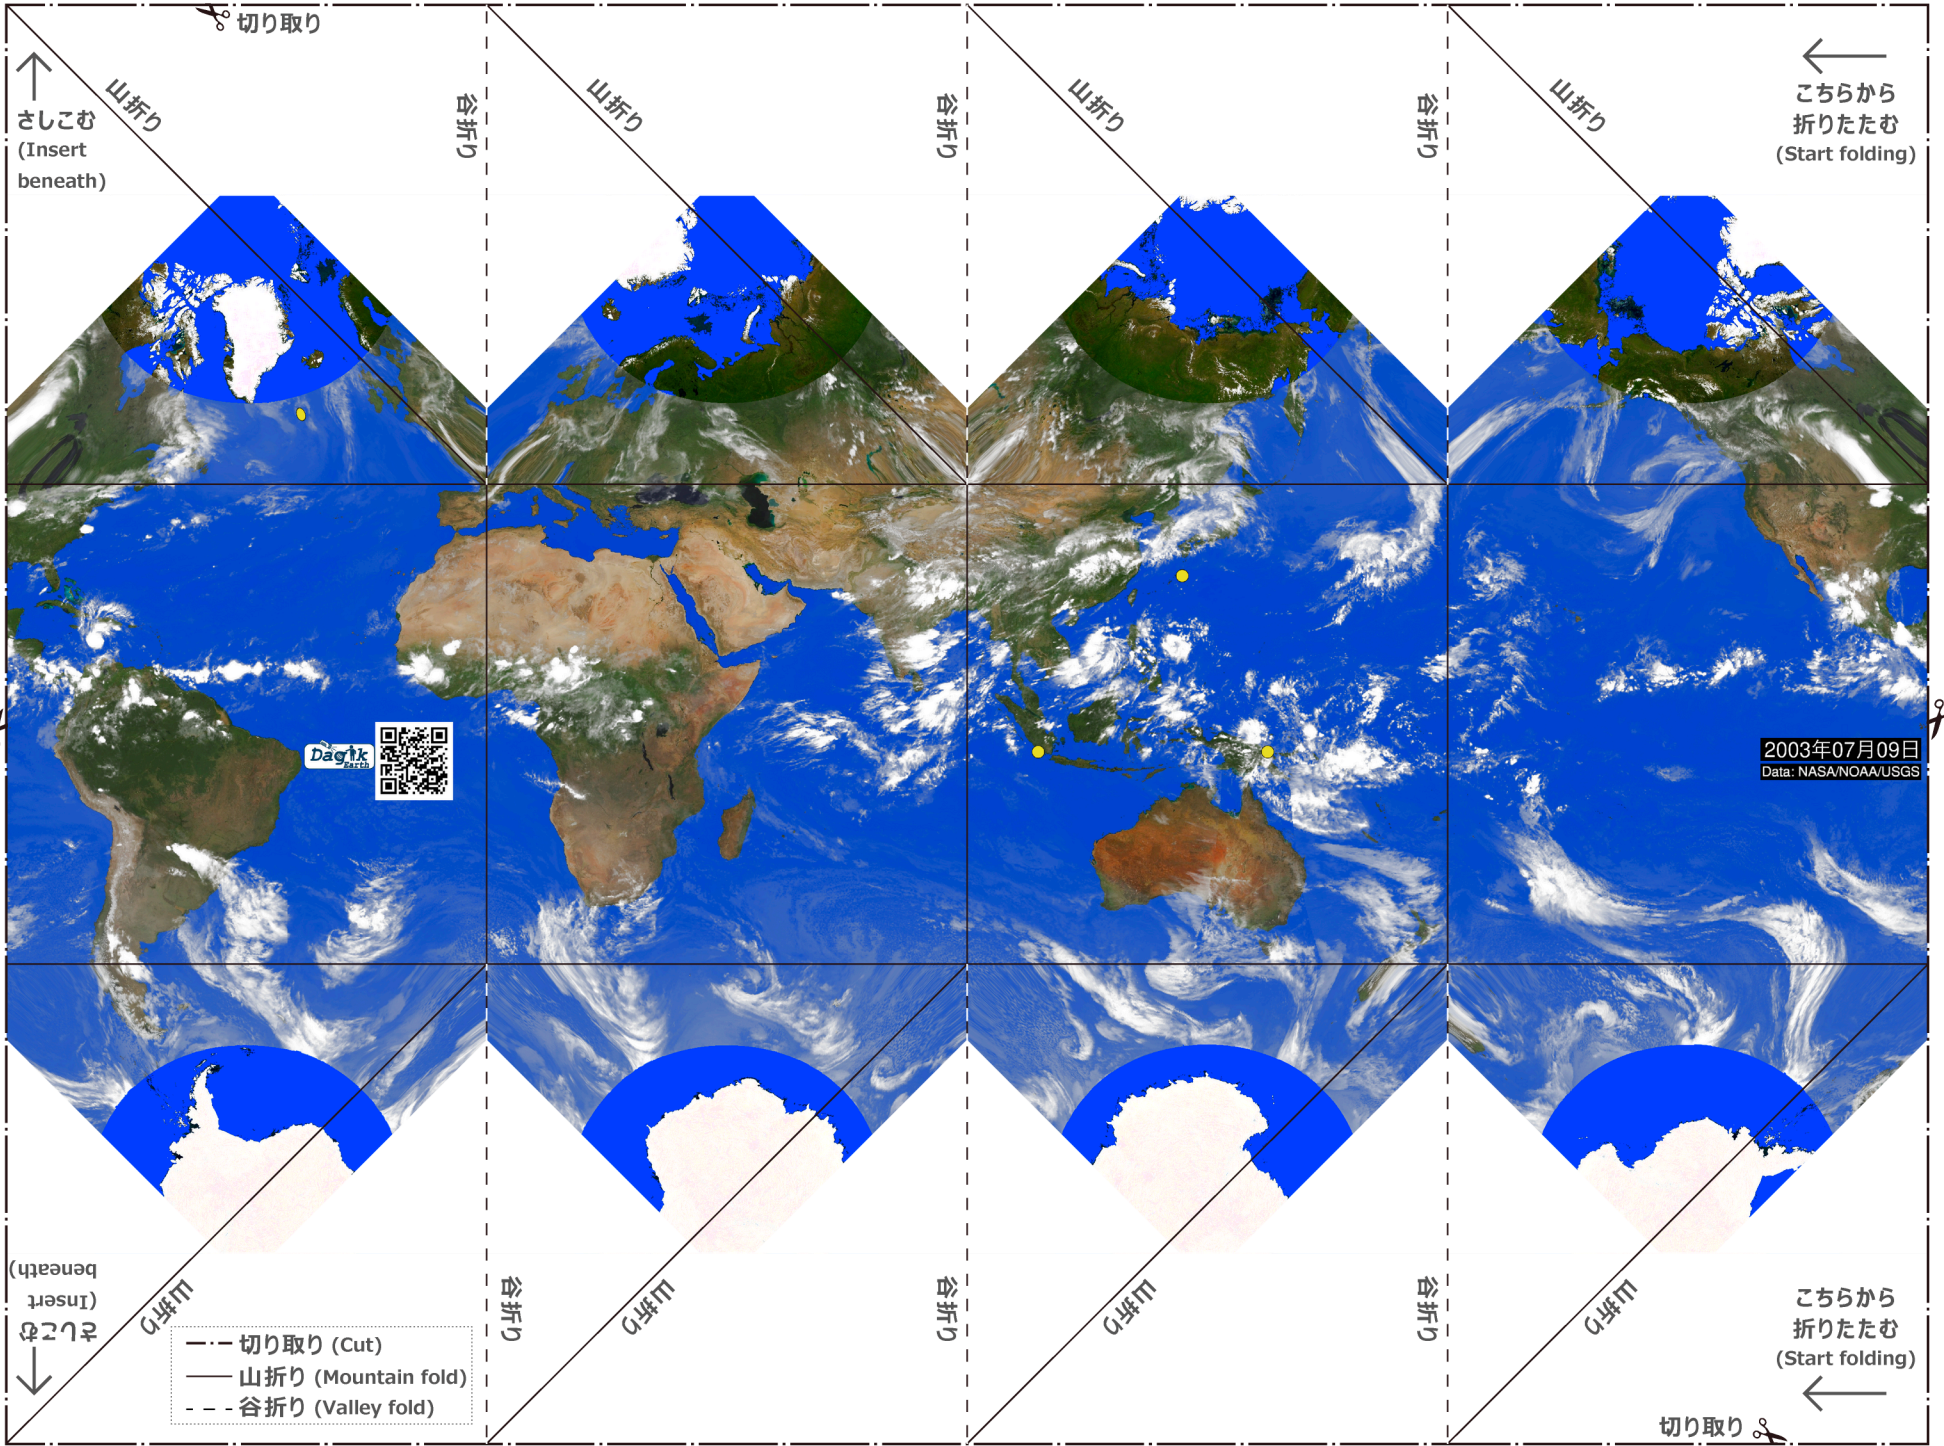 切り取り
さしこむ
(Insert
beneath)
山折り
谷折り
山折り
谷折り
山折り
谷折り
山折り
こちらから
折りたたむ
(Start folding)
Dagik
Earth
2003年07月09日
Data: NASA/NOAA/USGS
さしこむ
(Insert
beneath)
山折り
谷折り
山折り
谷折り
山折り
谷折り
山折り
こちらから
折りたたむ
(Start folding)
切り取り (Cut)
山折り (Mountain fold)
谷折り (Valley fold)
切り取り